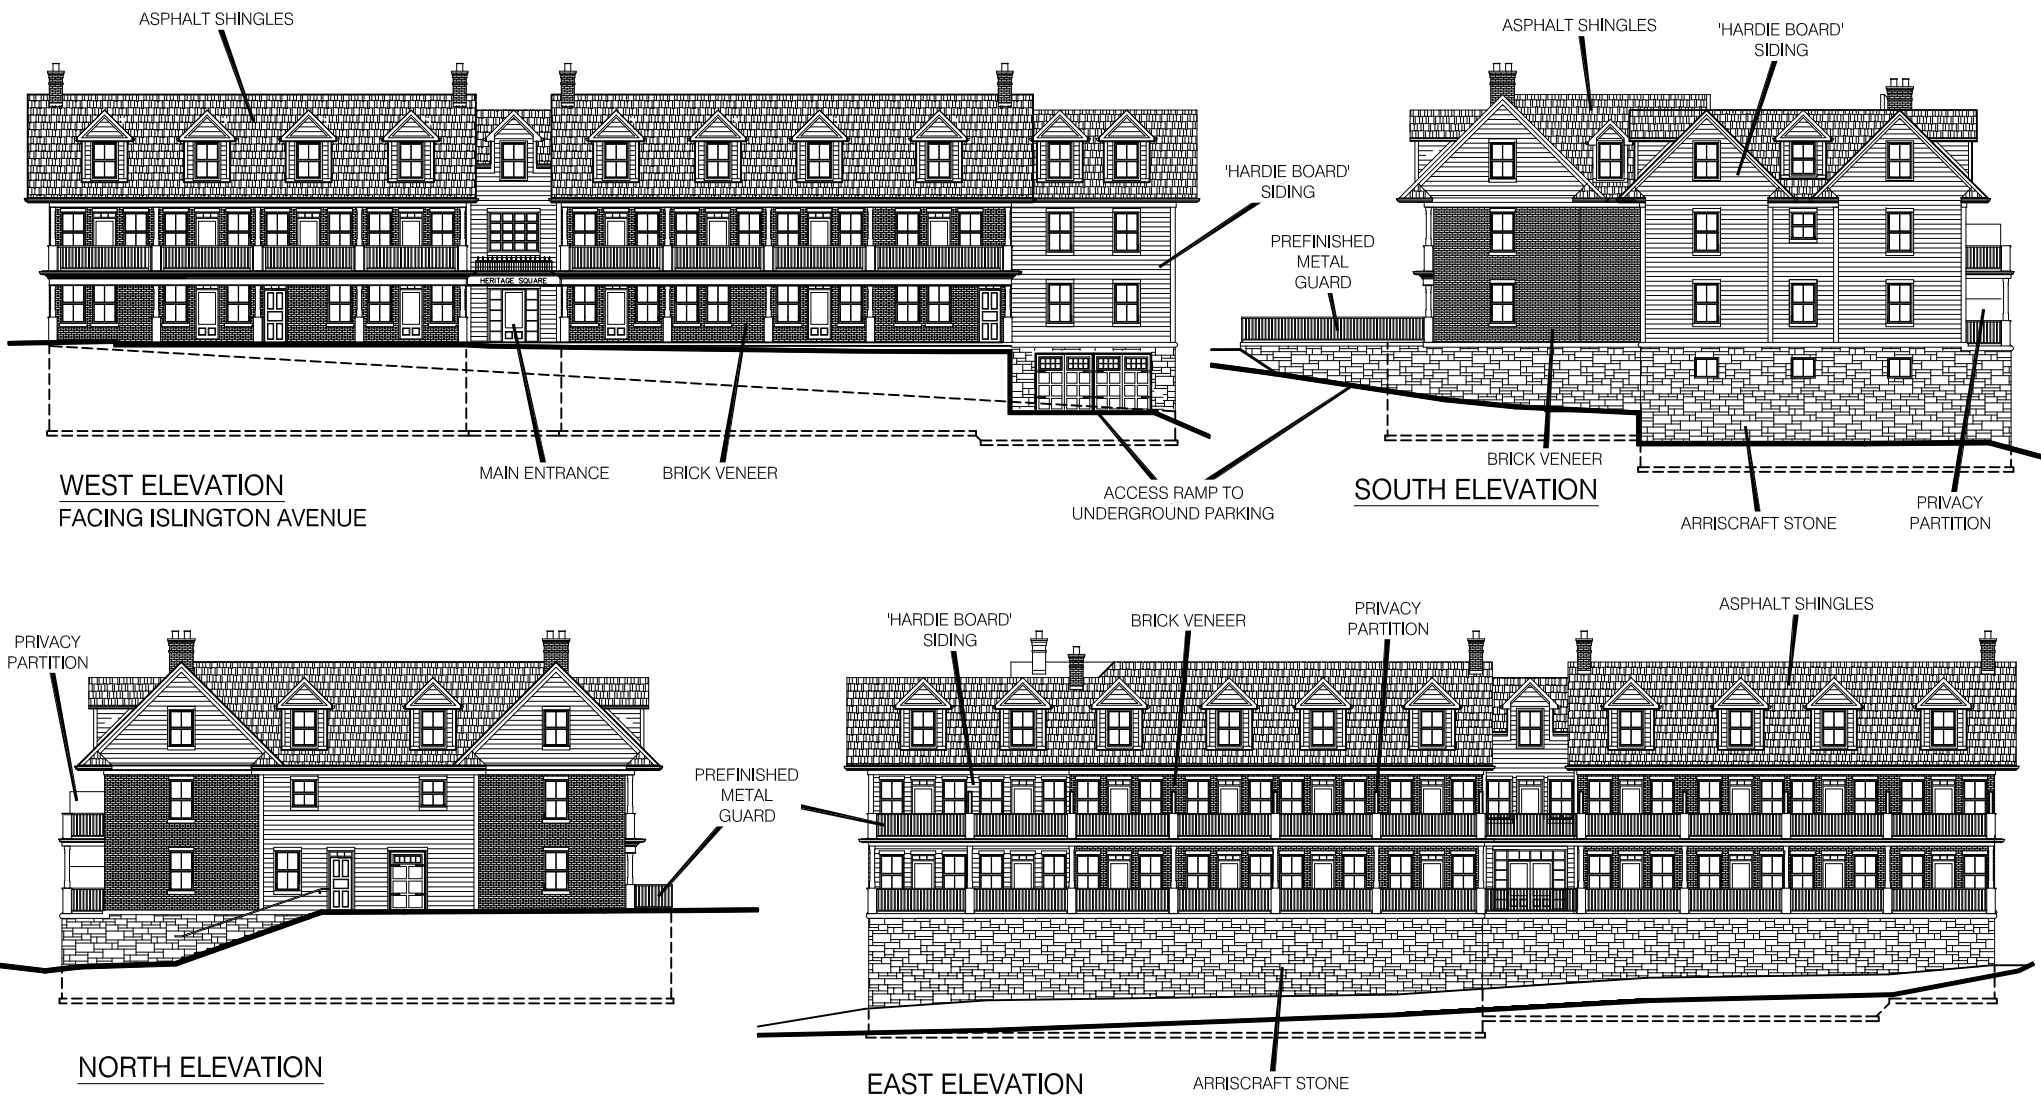 ASPHALT SHINGLES
'HARDIE BOARD'
SIDING
HERITAGE SQUARE
MAIN ENTRANCE
BRICK VENEER
ACCESS RAMP TO
UNDERGROUND PARKING
WEST ELEVATION
FACING ISLINGTON AVENUE
ASPHALT SHINGLES
'HARDIE BOARD'
SIDING
PREFINISHED
METAL
GUARD
BRICK VENEER
ARRISCRAFT STONE
PRIVACY
PARTITION
SOUTH ELEVATION
PRIVACY
PARTITION
PREFINISHED
METAL
GUARD
NORTH ELEVATION
'HARDIE BOARD'
SIDING
BRICK VENEER
PRIVACY
PARTITION
ASPHALT SHINGLES
ARRISCRAFT STONE
EAST ELEVATION